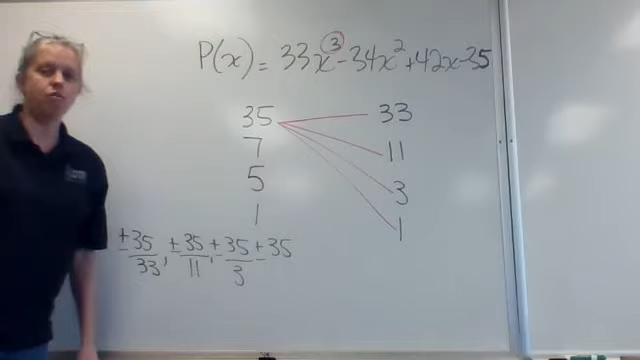 P(x) = 33x³ - 34x² + 42x - 35
35 33
7 11
5 3
1 1
±35/33, ±35/11, ±35/3 ±35